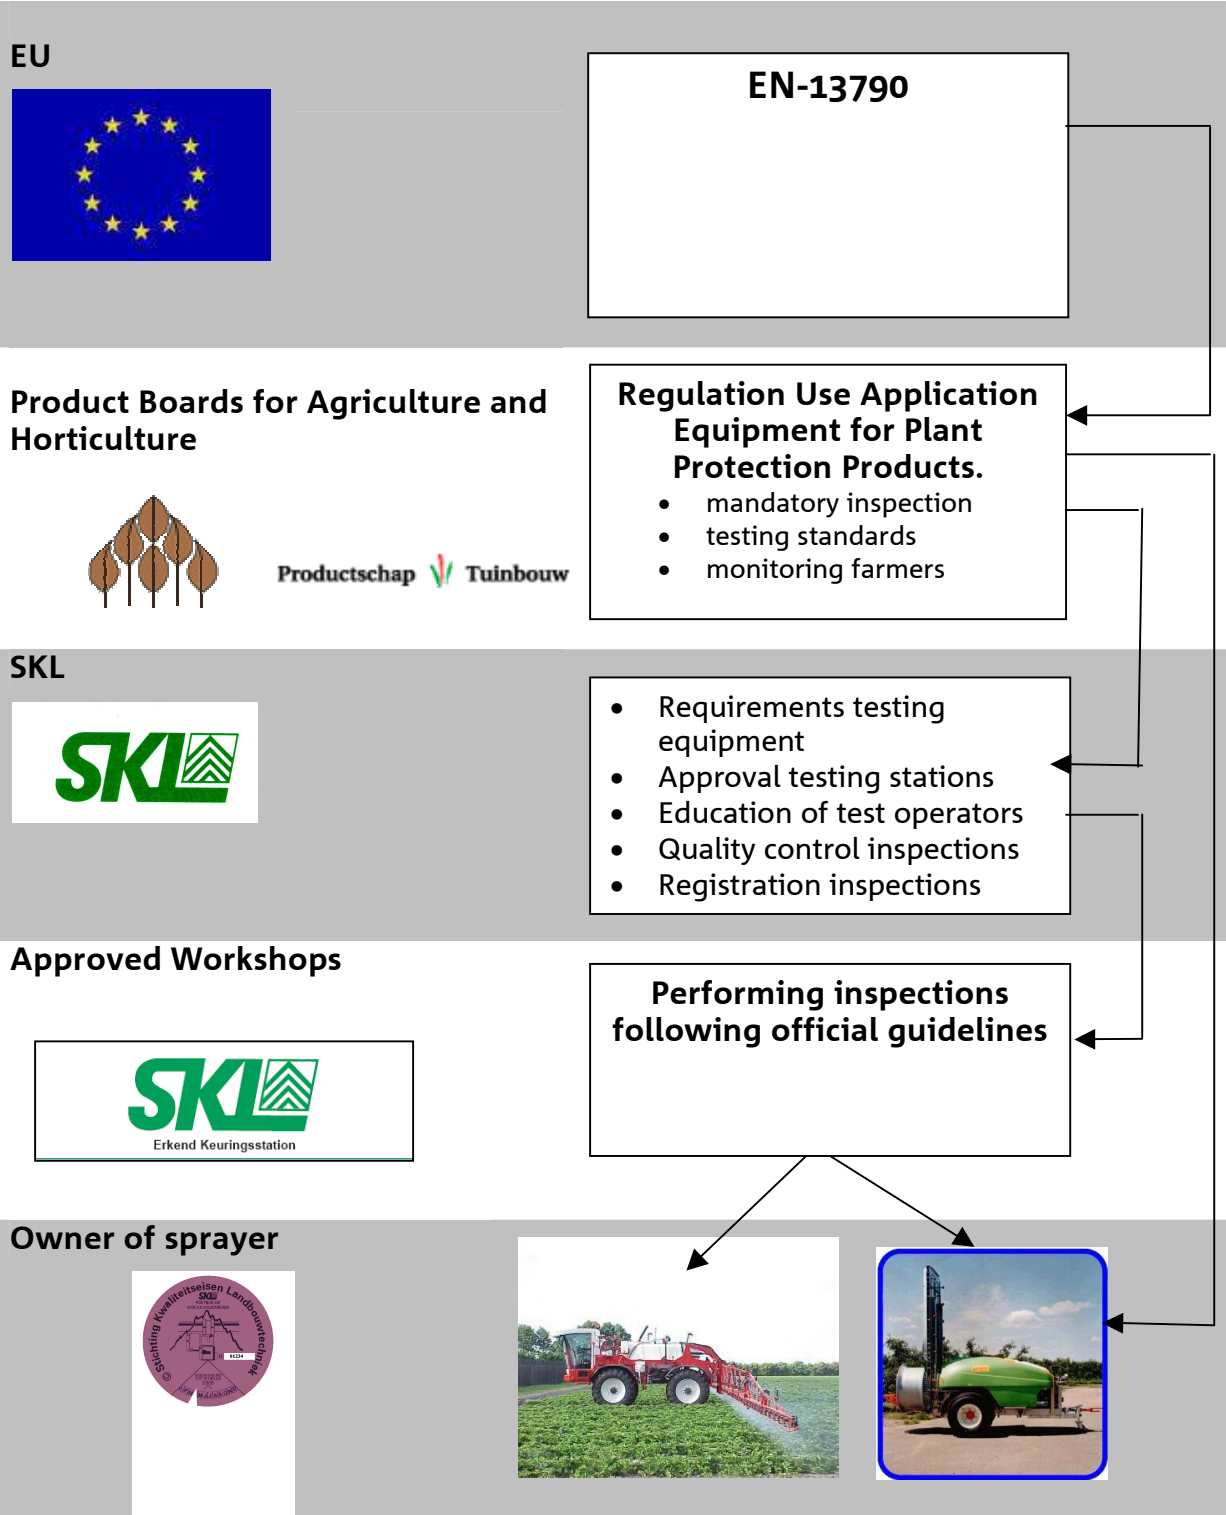 EU
EN-13790
Product Boards for Agriculture and
Horticulture
Productschap Tuinbouw
Regulation Use Application
Equipment for Plant
Protection Products.
• mandatory inspection
• testing standards
• monitoring farmers
SKL
SKL
• Requirements testing
equipment
• Approval testing stations
• Education of test operators
• Quality control inspections
• Registration inspections
Approved Workshops
SKL
Erkend Keuringsstation
Performing inspections
following official guidelines
Owner of sprayer
© Stichting Kwaliteitseisen Landbouwtechniek
SKL
01234